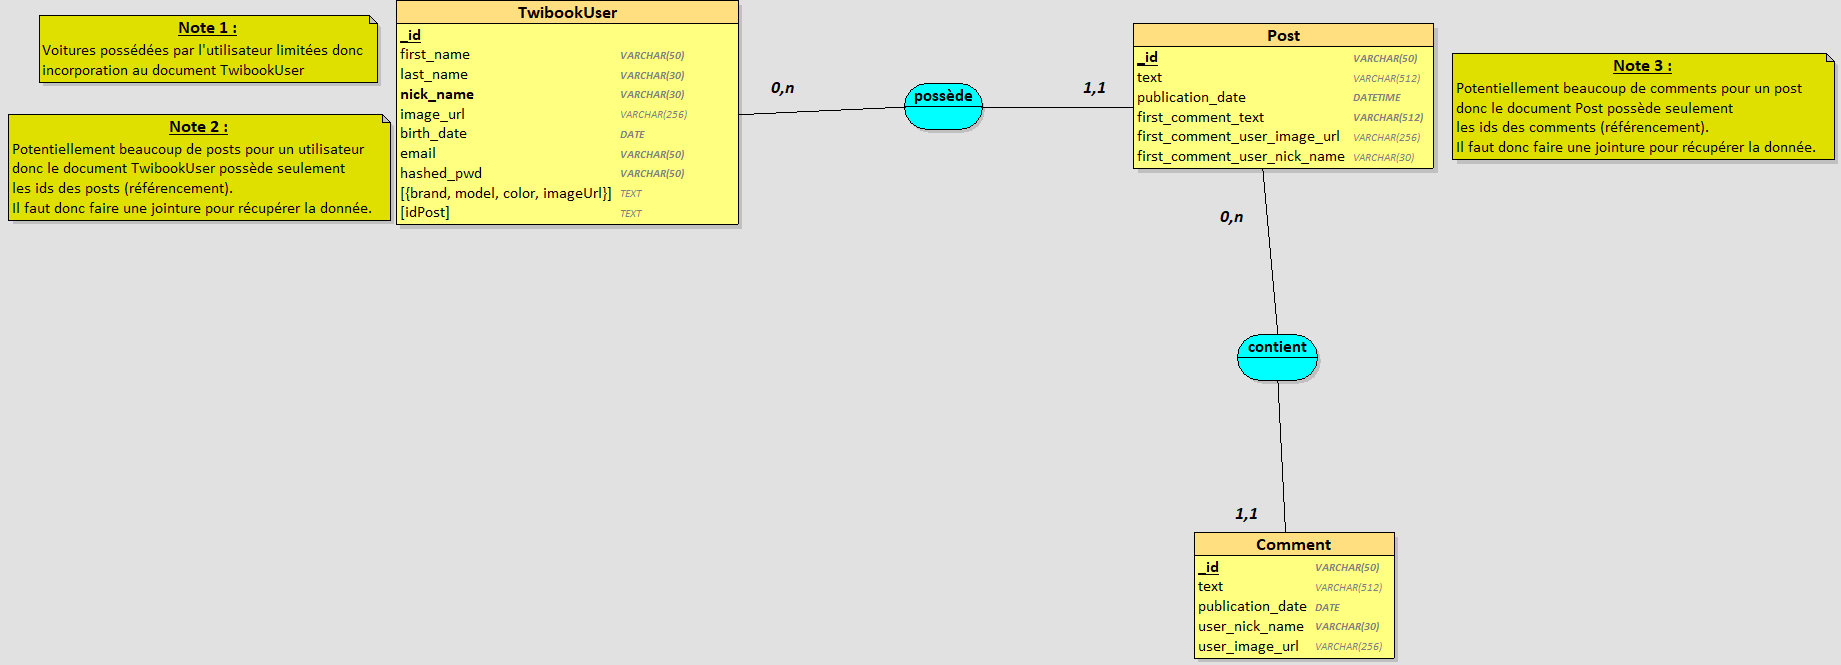 Note 1 :
Voitures possédées par l'utilisateur limitées donc
incorporation au document TwibookUser
Note 2 :
Potentiellement beaucoup de posts pour un utilisateur
donc le document TwibookUser possède seulement
les ids des posts (référencement).
Il faut donc faire une jointure pour récupérer la donnée.
TwibookUser
_id
first_name VARCHAR(50)
last_name VARCHAR(30)
nick_name VARCHAR(30)
image_url VARCHAR(256)
birth_date DATE
email VARCHAR(50)
hashed_pwd VARCHAR(50)
[{brand, model, color, imageUrl}] TEXT
[idPost] TEXT
0,n
possède
1,1
Post
_id VARCHAR(50)
text VARCHAR(512)
publication_date DATETIME
first_comment_text VARCHAR(512)
first_comment_user_image_url VARCHAR(256)
first_comment_user_nick_name VARCHAR(30)
Note 3 :
Potentiellement beaucoup de comments pour un post
donc le document Post possède seulement
les ids des comments (référencement).
Il faut donc faire une jointure pour récupérer la donnée.
0,n
contient
1,1
Comment
_id VARCHAR(50)
text VARCHAR(512)
publication_date DATE
user_nick_name VARCHAR(30)
user_image_url VARCHAR(256)